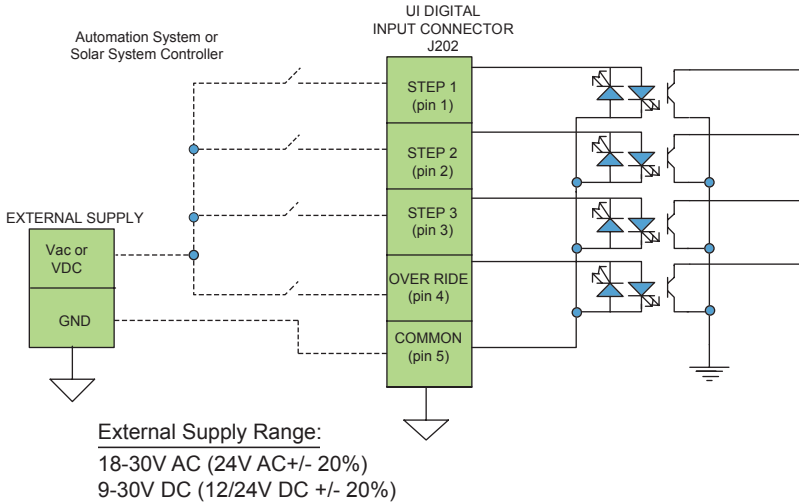 UI DIGITAL
INPUT CONNECTOR
J202
Automation System or
Solar System Controller
STEP 1
(pin 1)
STEP 2
(pin 2)
STEP 3
(pin 3)
EXTERNAL SUPPLY
Vac or
VDC
OVER RIDE
(pin 4)
GND
COMMON
(pin 5)
External Supply Range:
18-30V AC (24V AC+/- 20%)
9-30V DC (12/24V DC +/- 20%)